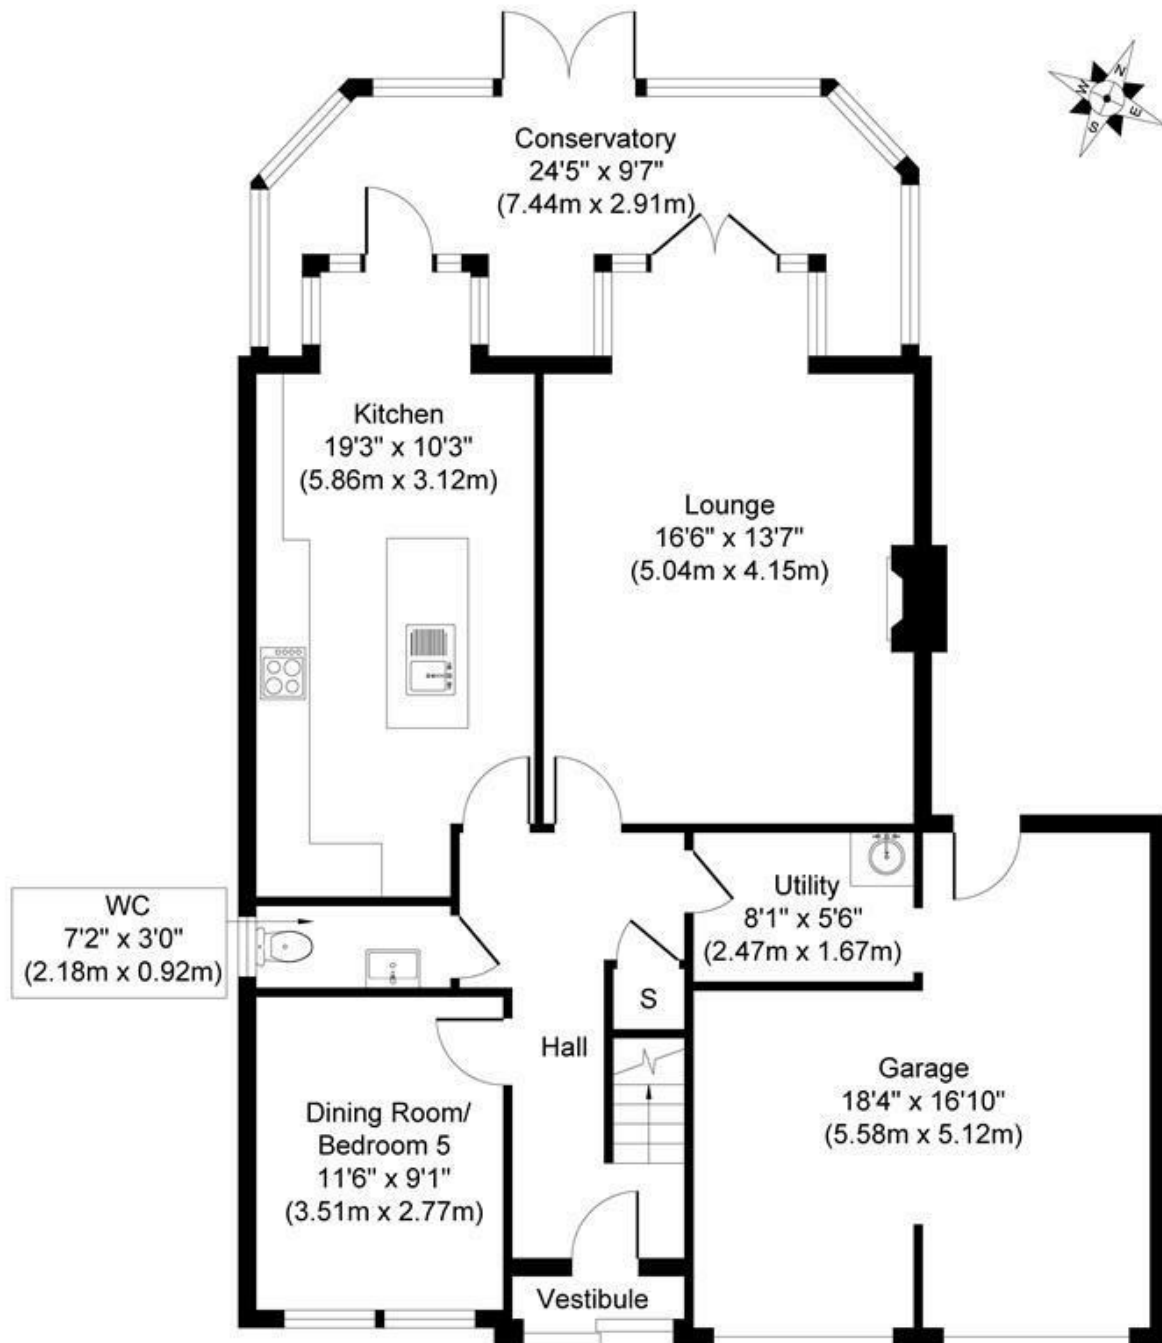 N
W
E
S
Conservatory
24'5" x 9'7"
(7.44m x 2.91m)
Kitchen
19'3" x 10'3"
(5.86m x 3.12m)
Lounge
16'6" x 13'7"
(5.04m x 4.15m)
WC
7'2" x 3'0"
(2.18m x 0.92m)
Utility
8'1" x 5'6"
(2.47m x 1.67m)
S
Hall
Garage
18'4" x 16'10"
(5.58m x 5.12m)
Dining Room/
Bedroom 5
11'6" x 9'1"
(3.51m x 2.77m)
Vestibule